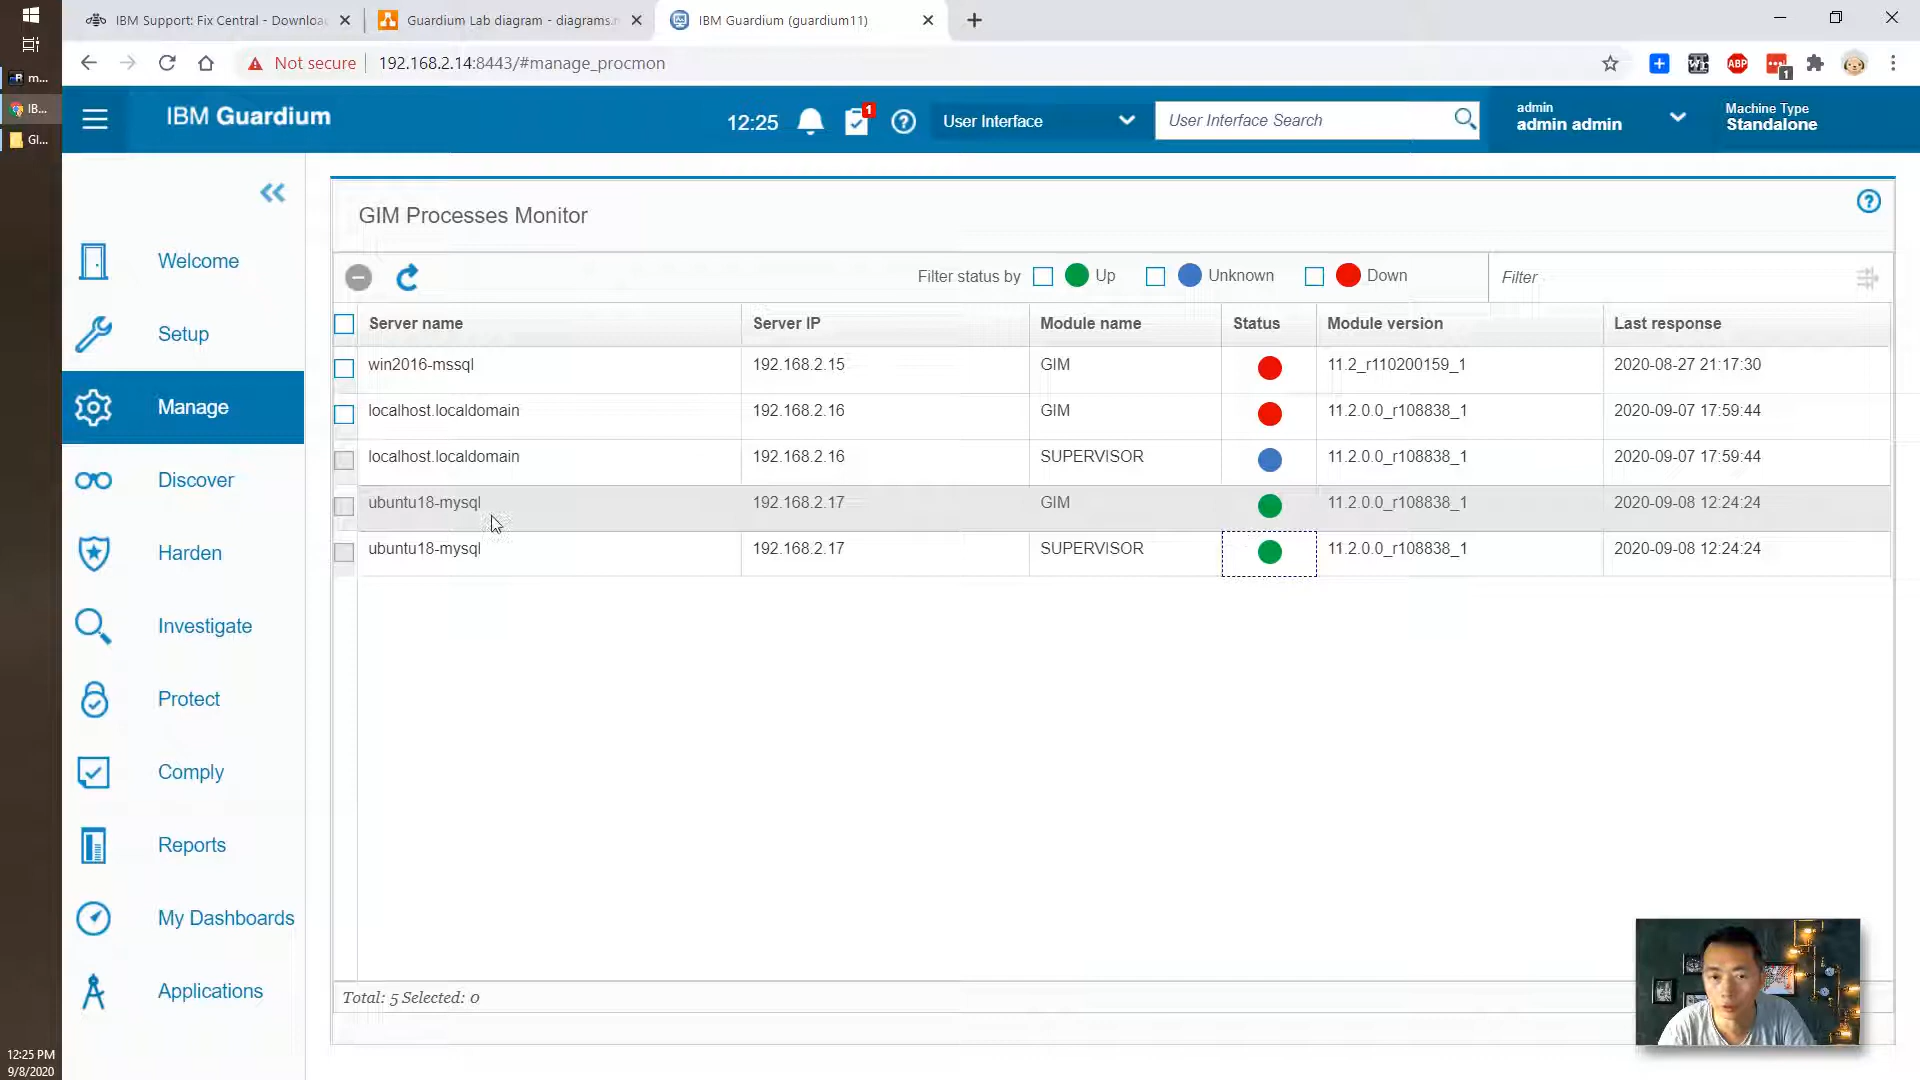 IBM Support: Fix Central - Downloa
Guardium Lab diagram - diagrams.n
IBM Guardium (guardium11)
m...
IB...
GI...
Not secure
192.168.2.14:8443/#manage_procmon
ABP
1
IBM Guardium
12:25
1
User Interface
User Interface Search
admin
admin admin
Machine Type
Standalone
Welcome
Setup
Manage
Discover
Harden
Investigate
Protect
Comply
Reports
My Dashboards
Applications
GIM Processes Monitor
Filter status by Up Unknown Down
Filter
Server name Server IP Module name Status Module version Last response
win2016-mssql 192.168.2.15 GIM 11.2_r110200159_1 2020-08-27 21:17:30
localhost.localdomain 192.168.2.16 GIM 11.2.0.0_r108838_1 2020-09-07 17:59:44
localhost.localdomain 192.168.2.16 SUPERVISOR 11.2.0.0_r108838_1 2020-09-07 17:59:44
ubuntu18-mysql 192.168.2.17 GIM 11.2.0.0_r108838_1 2020-09-08 12:24:24
ubuntu18-mysql 192.168.2.17 SUPERVISOR 11.2.0.0_r108838_1 2020-09-08 12:24:24
Total: 5 Selected: 0
12:25 PM
9/8/2020